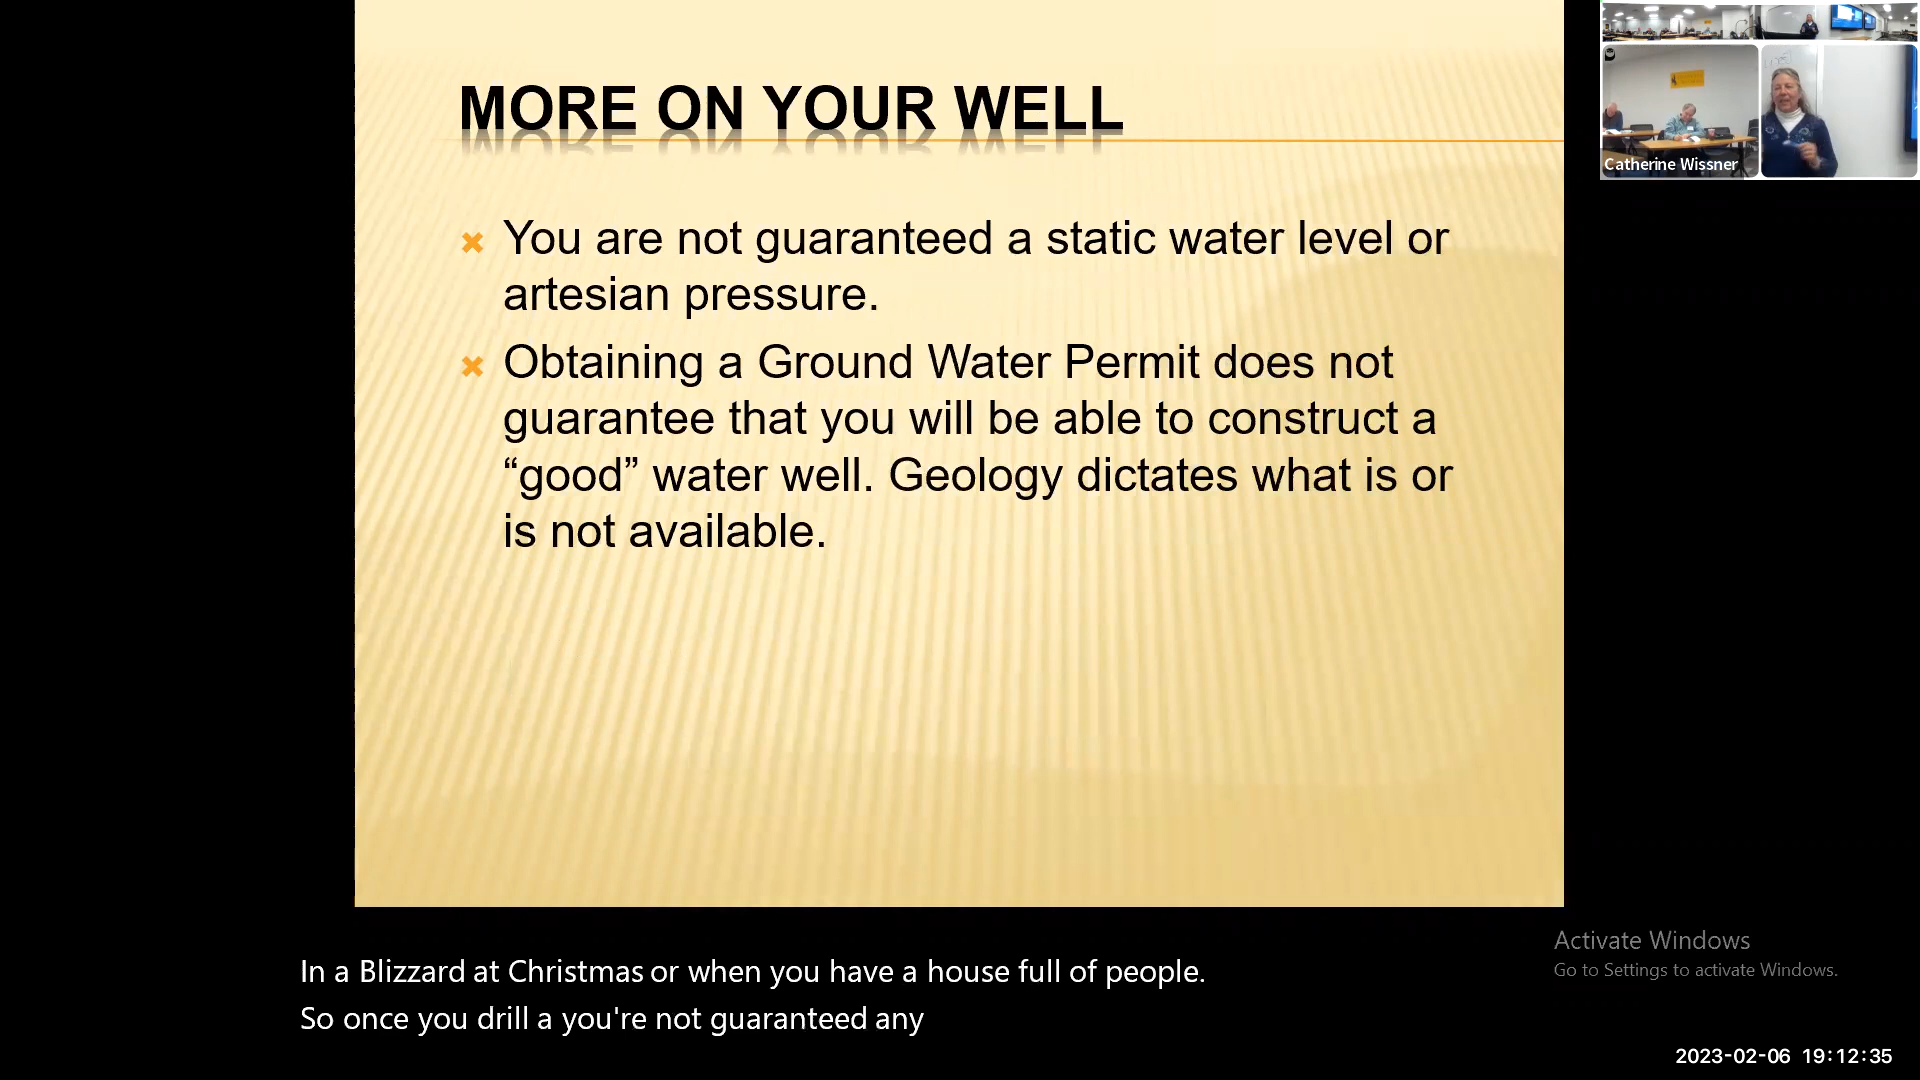 MORE ON YOUR WELL
You are not guaranteed a static water level or
artesian pressure.
Obtaining a Ground Water Permit does not
guarantee that you will be able to construct a
“good” water well. Geology dictates what is or
is not available.
Catherine Wissner
In a Blizzard at Christmas or when you have a house full of people.
So once you drill a you're not guaranteed any
Activate Windows
Go to Settings to activate Windows.
2023-02-06 19:12:35